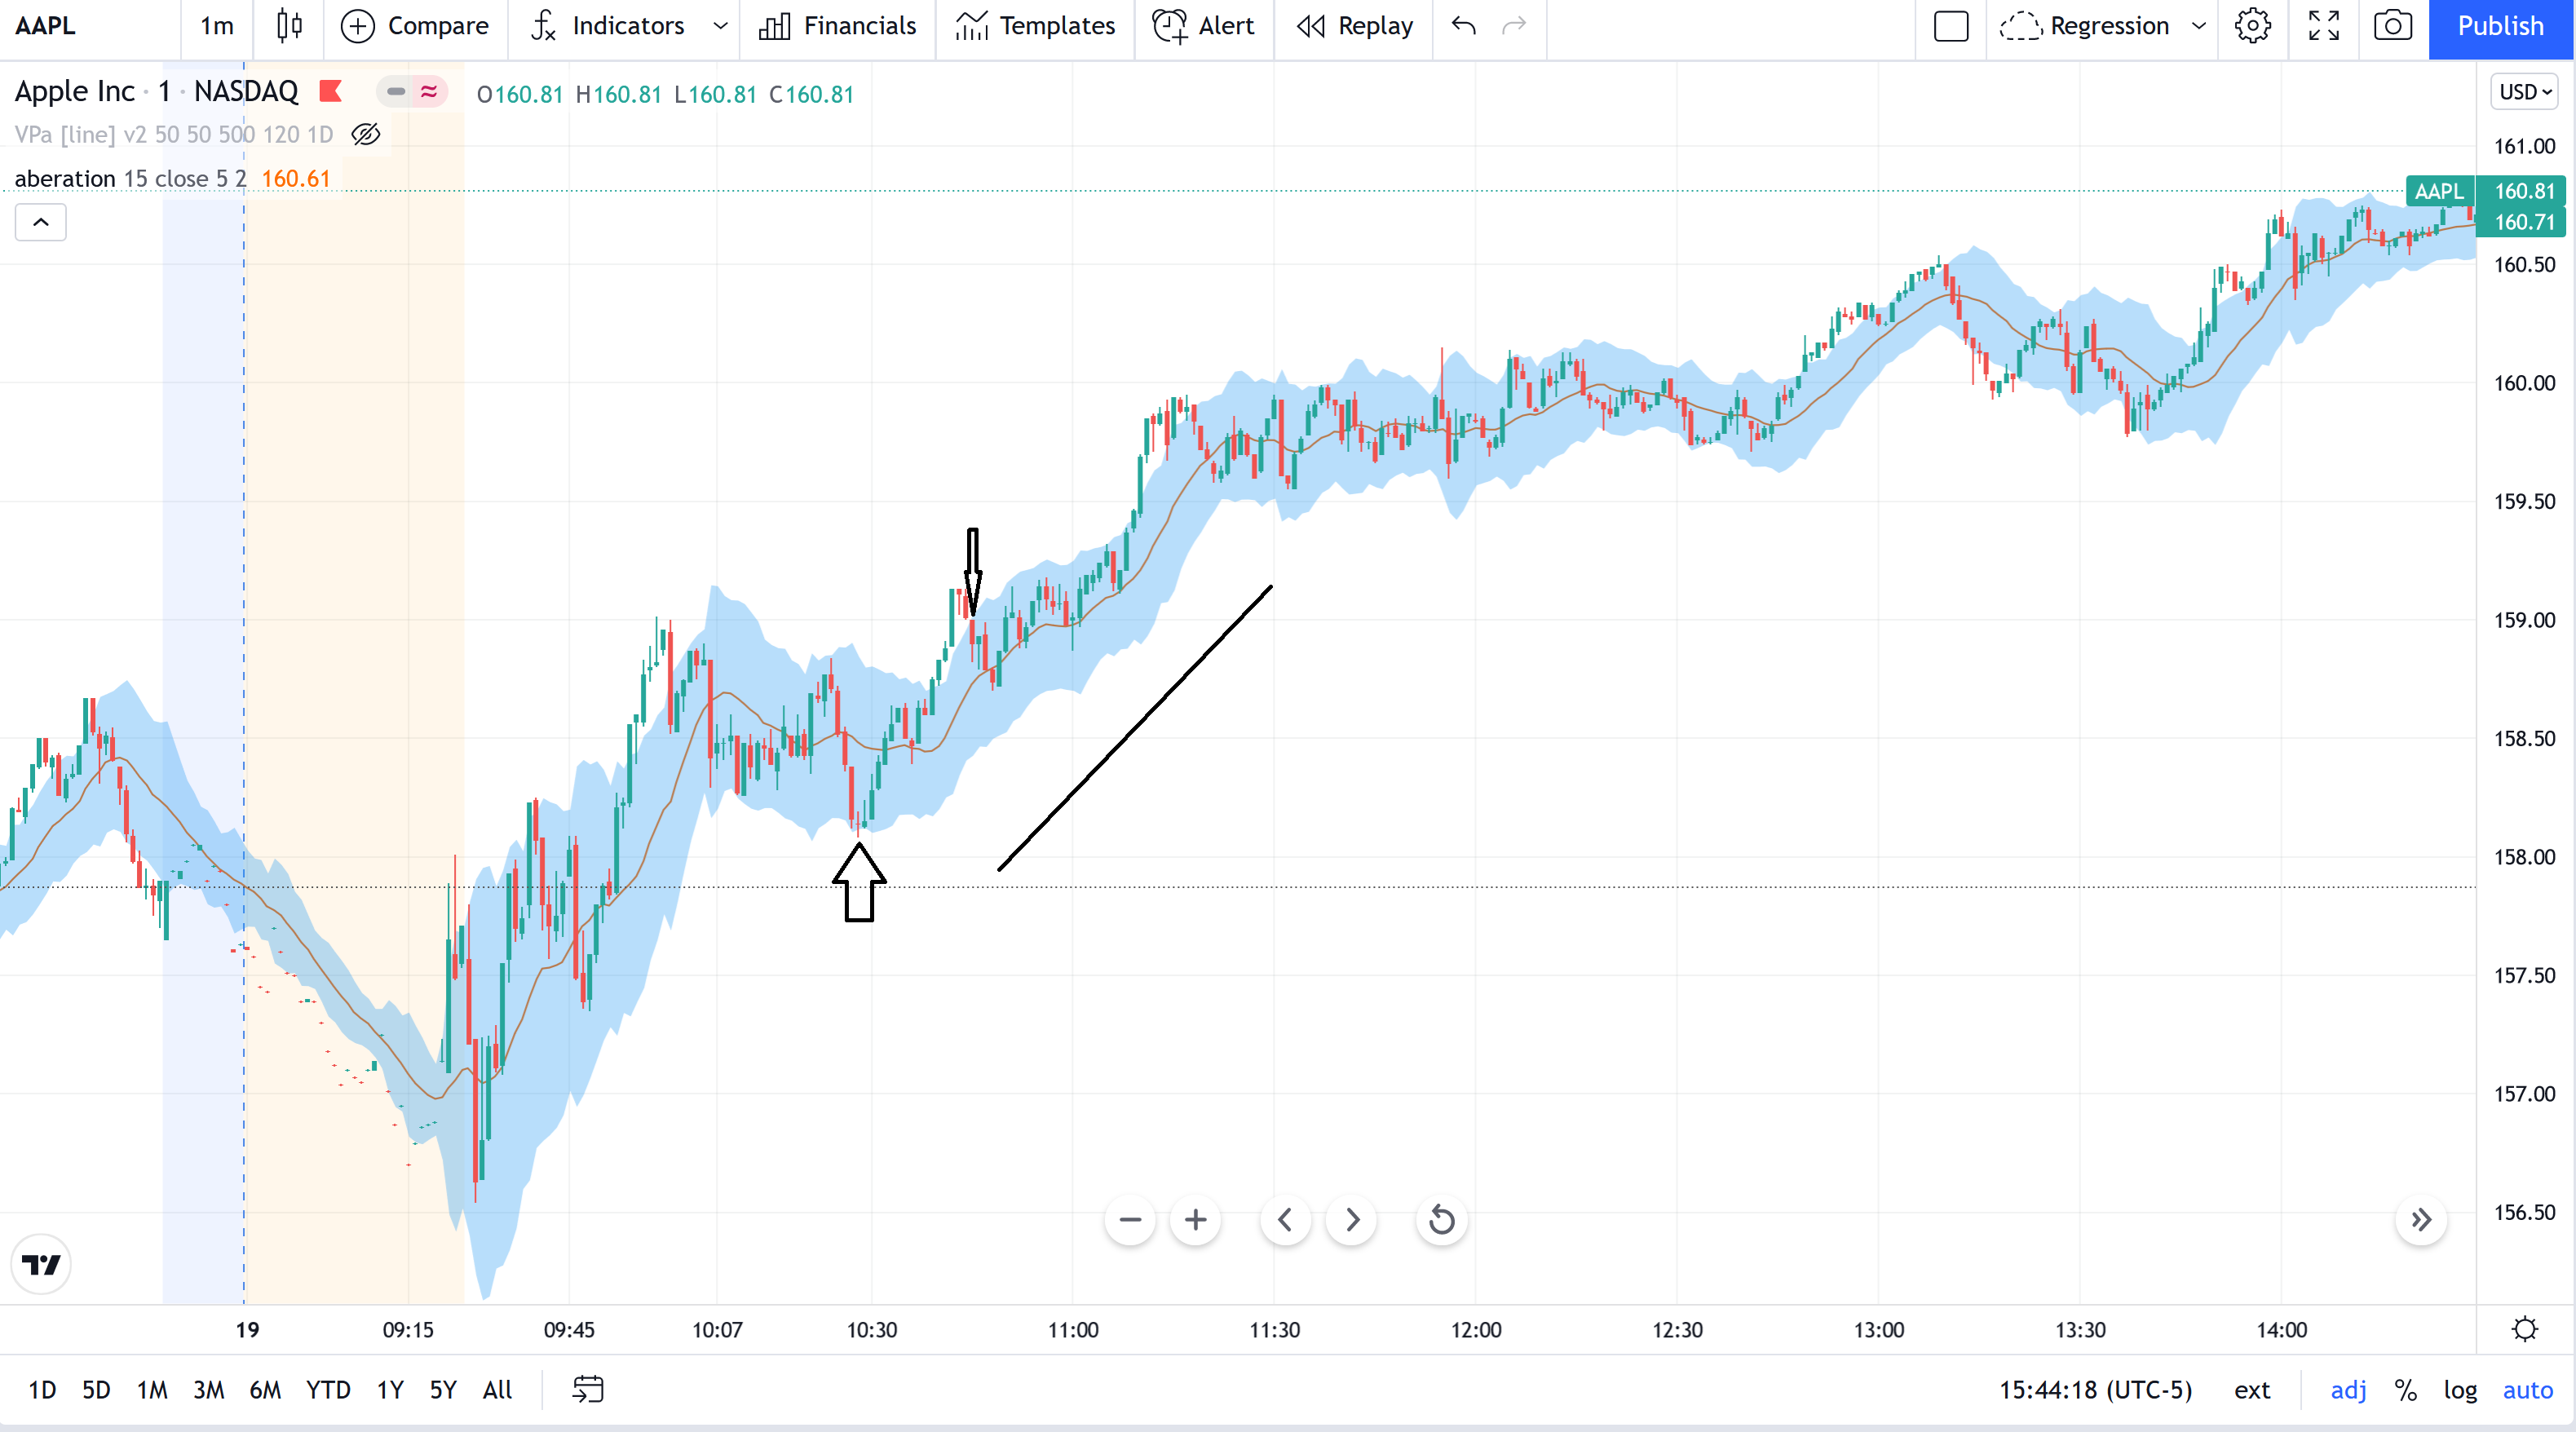 AAPL 1m Compare Indicators Financials Templates Alert Replay Regression Publish
Apple Inc · 1 · NASDAQ O160.81 H160.81 L160.81 C160.81
USD
VPa [line] v2 50 50 500 120 1D
aberation 15 close 5 2 160.61
161.00
AAPL 160.81
160.71
160.50
160.00
159.50
159.00
158.50
158.00
157.50
157.00
156.50
19 09:15 09:45 10:07 10:30 11:00 11:30 12:00 12:30 13:00 13:30 14:00
1D 5D 1M 3M 6M YTD 1Y 5Y All 15:44:18 (UTC-5) ext adj % log auto